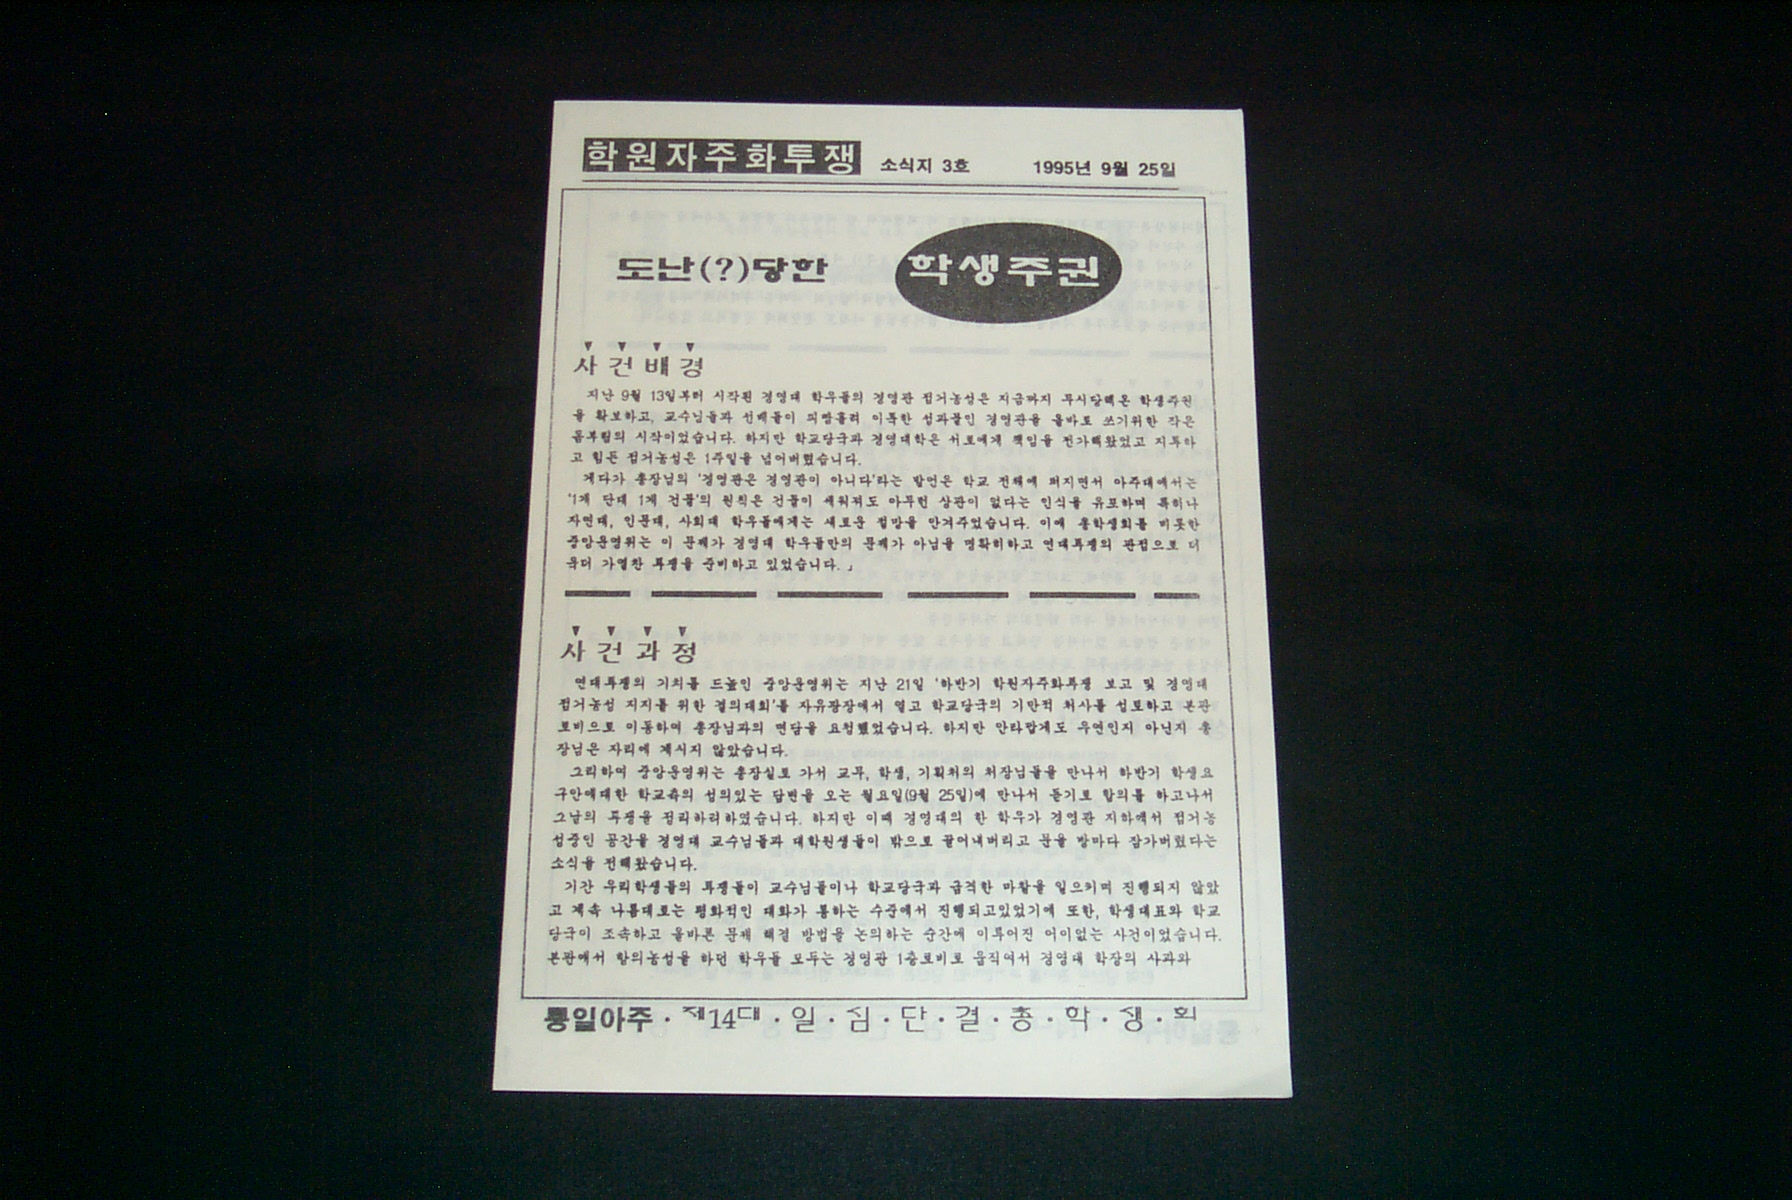 학원자주화투쟁 소식지 3호 1995년 9월 25일
도난(?)당한 학생주권
사건배경
지난 9월 13일부터 시작된 경영대 학우들의 경영관 점거농성은 지금까지 무시당해온 학생주권
을 확보하고, 교수님들과 선배들이 피땀흘려 이룩한 성과물인 경영관을 올바로 쓰기위한 작은
몸부림의 시작이었습니다. 하지만 학교당국과 경영대학은 서로에게 책임을 전가해왔었고 지루하
고 힘든 점거농성은 1주일을 넘어버렸습니다.
게다가 총장님의 '경영관은 경영관이 아니다'라는 발언은 학교 전체에 퍼지면서 아주대에서는
'1개 단대 1개 건물'의 원칙은 건물이 세워져도 아무런 상관이 없다는 인식을 유포하며 특히나
자연대, 인문대, 사회대 학우들에게는 새로운 절망을 안겨주었습니다. 이에 총학생회를 비롯한
중앙운영위는 이 문제가 경영대 학우들만의 문제가 아님을 명확히하고 연대투쟁의 관점으로 더
욱더 가열찬 투쟁을 준비하고 있었습니다.」
사건과정
연대투쟁의 기치를 드높인 중앙운영위는 지난 21일 '하반기 학원자주화투쟁 보고 및 경영대
점거농성 지지를 위한 결의대회'를 자유광장에서 열고 학교당국의 기만적 처사를 성토하고 본관
로비으로 이동하여 총장님과의 면담을 요청했었습니다. 하지만 안타깝게도 우연인지 아닌지 총
장님은 자리에 계시지 않았습니다.
그리하여 중앙운영위는 총장실로 가서 교무, 학생, 기획처의 처장님들을 만나서 하반기 학생요
구안에대한 학교측의 성의있는 답변을 오는 월요일(9월 25일)에 만나서 듣기로 합의를 하고나서
그날의 투쟁을 정리하려하였습니다. 하지만 이때 경영대의 한 학우가 경영관 지하에서 점거농
성중인 공간을 경영대 교수님들과 대학원생들이 밖으로 끌어내버리고 문을 방마다 잠가버렸다는
소식을 전해왔습니다.
기간 우리학생들의 투쟁들이 교수님들이나 학교당국과 급격한 마찰을 일으키며 진행되지 않았
고 계속 나름대로는 평화적인 대화가 통하는 수준에서 진행되고있었기에 또한, 학생대표와 학교
당국이 조속하고 올바른 문제 해결 방법을 논의하는 순간에 이루어진 어이없는 사건이었습니다.
본관에서 항의농성을 하던 학우들 모두는 경영관 1층로비로 움직여서 경영대 학장의 사과와
통일아주·제14대·일·심·단·결·총·학·생·회